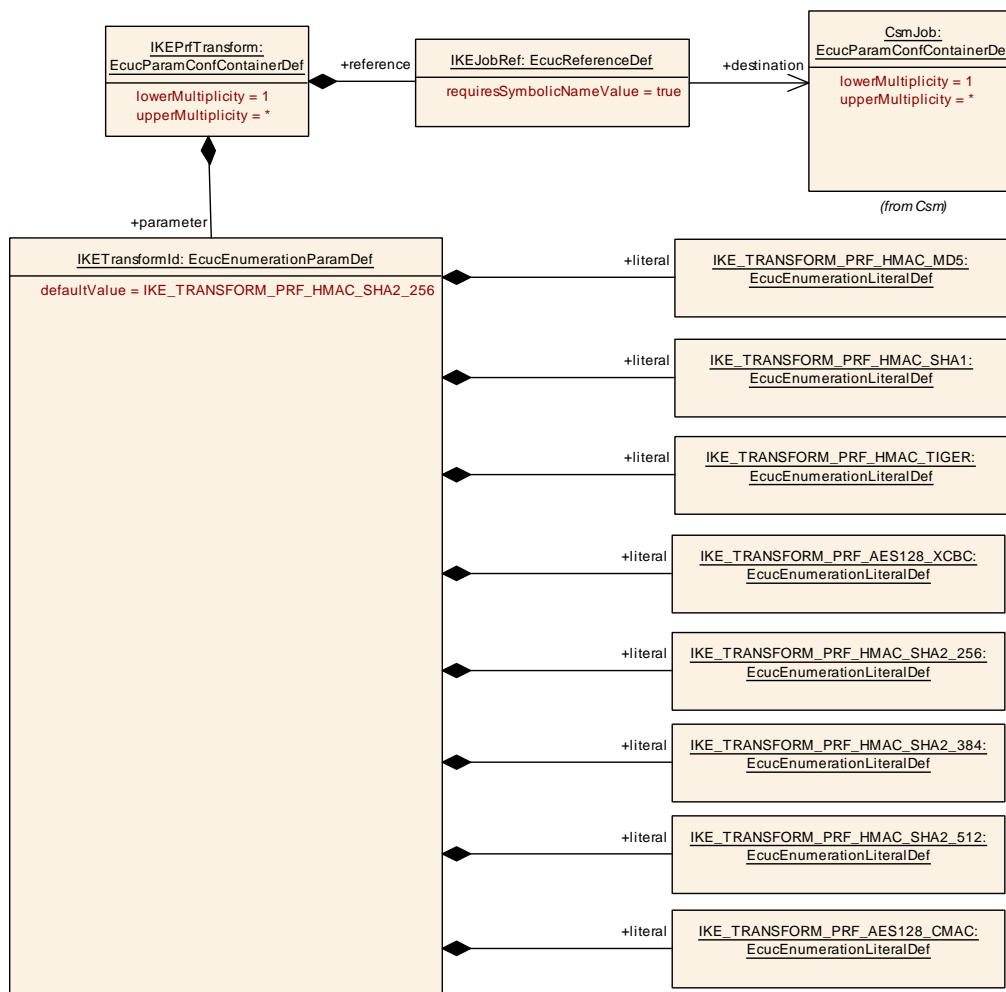 IKEPrfTransform:
EcucParamConfContainerDef
lowerMultiplicity = 1
upperMultiplicity = *
+reference
IKEJobRef: EcucReferenceDef
requiresSymbolicNameValue = true
+destination
CsmJob:
EcucParamConfContainerDef
lowerMultiplicity = 1
upperMultiplicity = *
(from Csm)
+parameter
IKETransformId: EcucEnumerationParamDef
defaultValue = IKE_TRANSFORM_PRF_HMAC_SHA2_256
+literal
IKE_TRANSFORM_PRF_HMAC_MD5:
EcucEnumerationLiteralDef
+literal
IKE_TRANSFORM_PRF_HMAC_SHA1:
EcucEnumerationLiteralDef
+literal
IKE_TRANSFORM_PRF_HMAC_TIGER:
EcucEnumerationLiteralDef
+literal
IKE_TRANSFORM_PRF_AES128_XCBC:
EcucEnumerationLiteralDef
+literal
IKE_TRANSFORM_PRF_HMAC_SHA2_256:
EcucEnumerationLiteralDef
+literal
IKE_TRANSFORM_PRF_HMAC_SHA2_384:
EcucEnumerationLiteralDef
+literal
IKE_TRANSFORM_PRF_HMAC_SHA2_512:
EcucEnumerationLiteralDef
+literal
IKE_TRANSFORM_PRF_AES128_CMAC:
EcucEnumerationLiteralDef